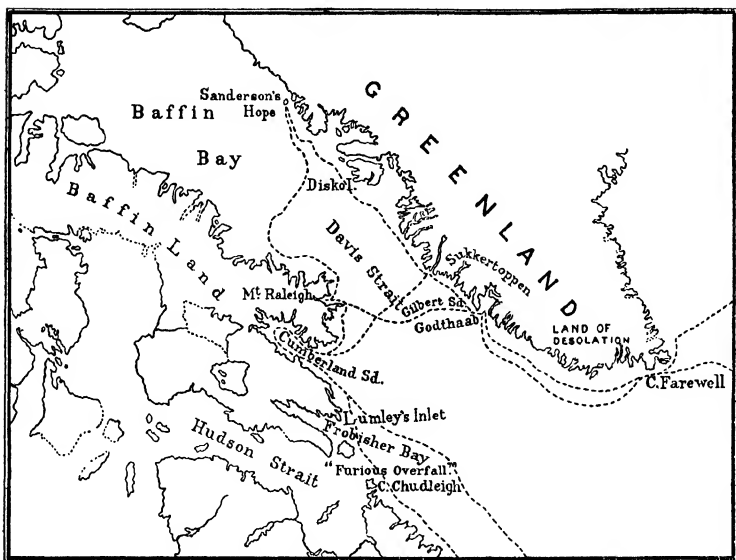 GREENLAND
Sanderson's
Hope
Baffin
Bay
Disko I.
Baffin Land
Davis Strait
Sukkertoppen
Mt. Raleigh
Gilbert Sd.
Godthaab
LAND OF
DESOLATION
Cumberland Sd.
C. Farewell
Lumley's Inlet
Frobisher Bay
Hudson Strait
"Furious Overfall."
C. Chudleigh